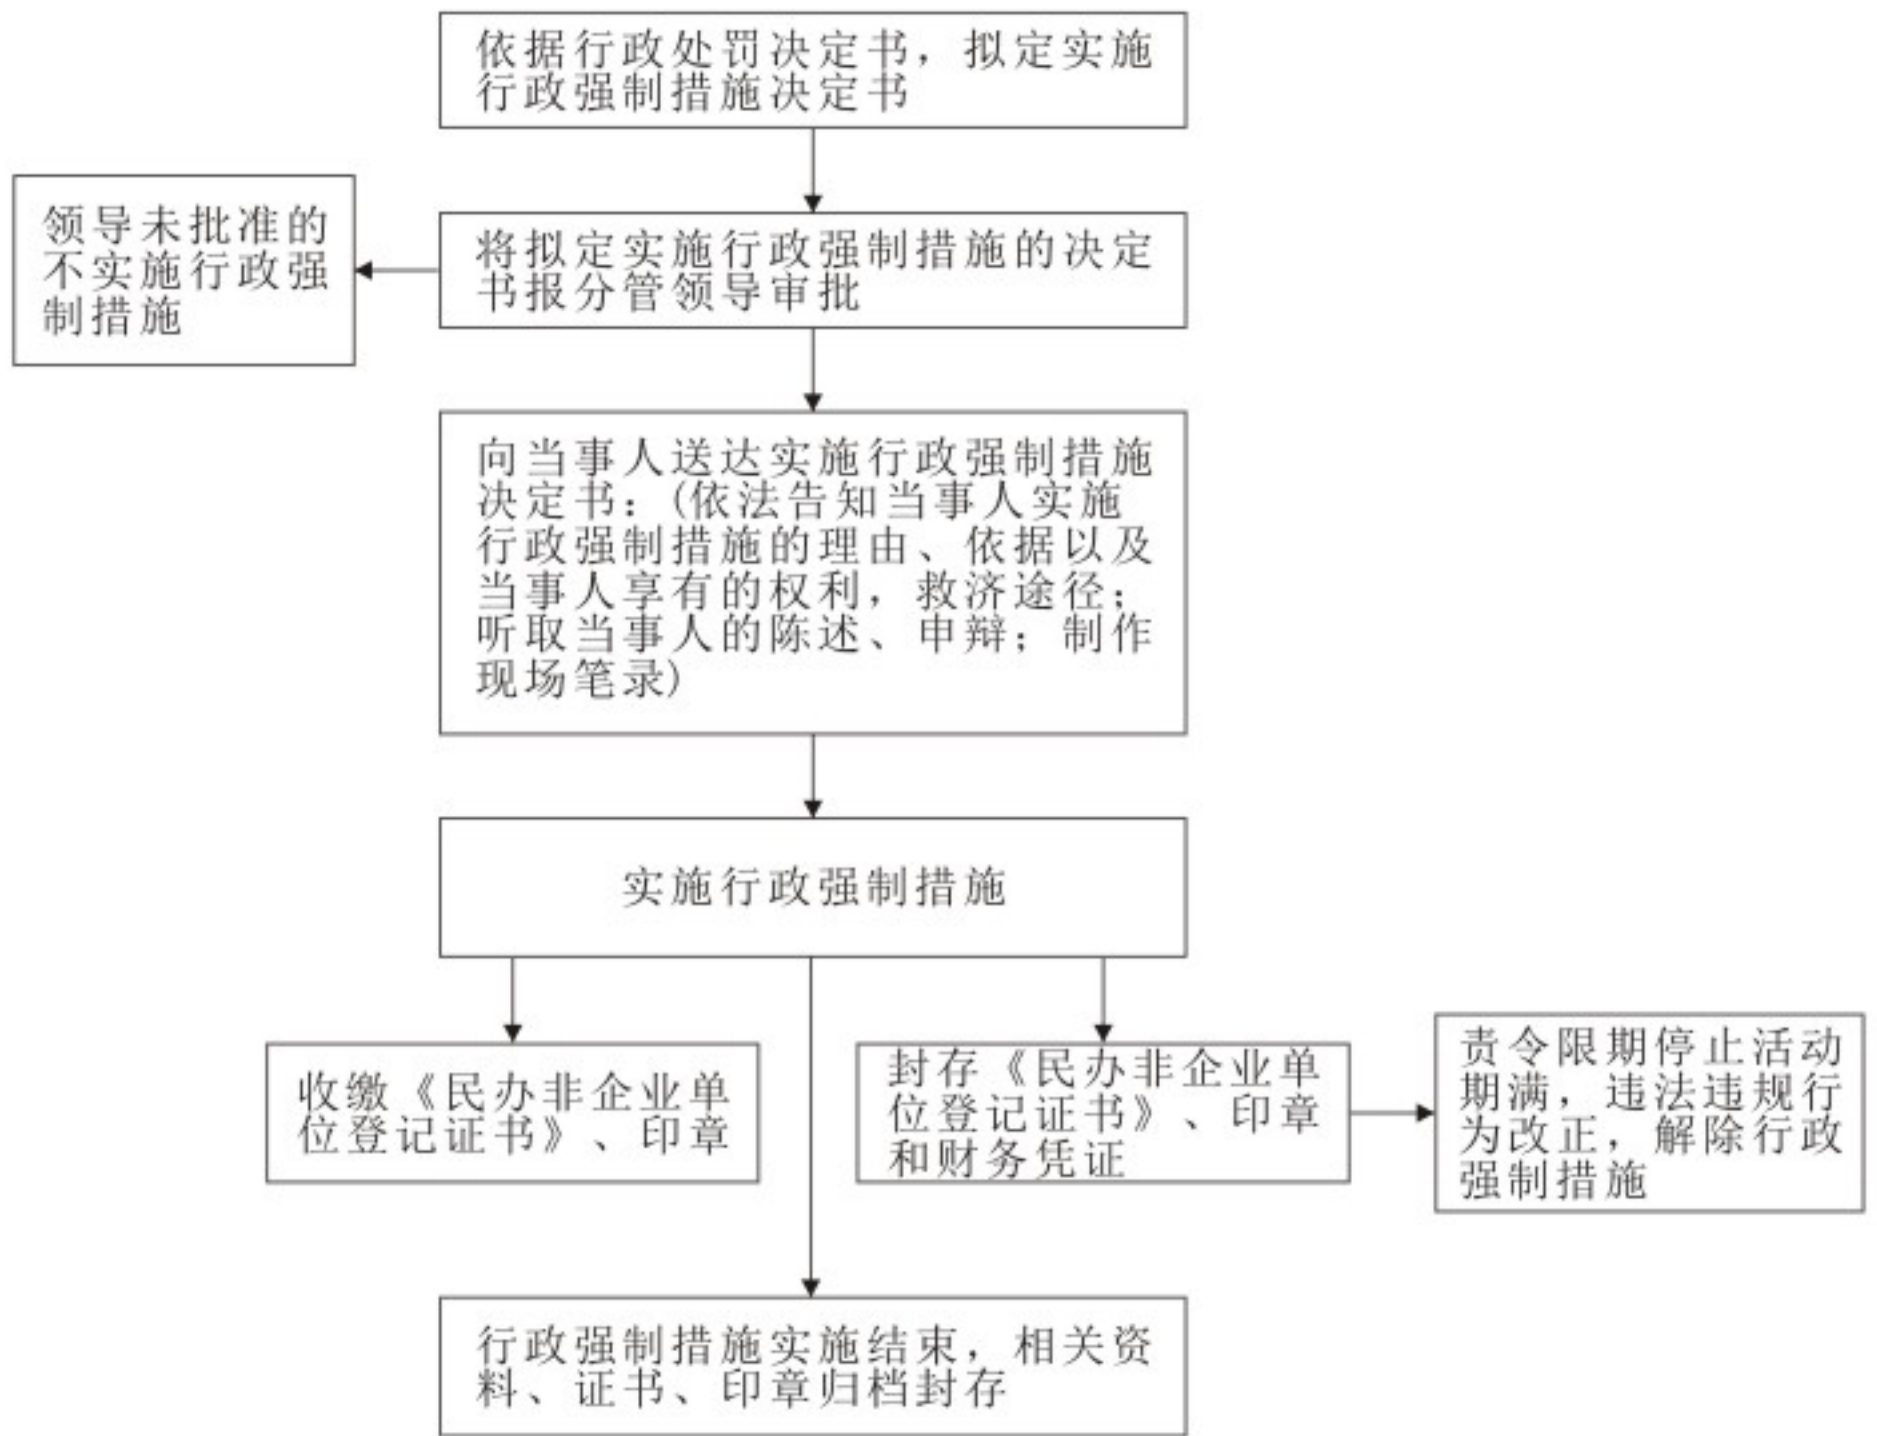 依据行政处罚决定书，拟定实施
行政强制措施决定书
领导未批准的
不实施行政强
制措施
将拟定实施行政强制措施的决定
书报分管领导审批
向当事人送达实施行政强制措施
决定书：(依法告知当事人实施
行政强制措施的理由、依据以及
当事人享有的权利，救济途径；
听取当事人的陈述、申辩；制作
现场笔录)
实施行政强制措施
收缴《民办非企业单
位登记证书》、印章
封存《民办非企业单
位登记证书》、印章
和财务凭证
责令限期停止活动
期满，违法违规行
为改正，解除行政
强制措施
行政强制措施实施结束，相关资
料、证书、印章归档封存